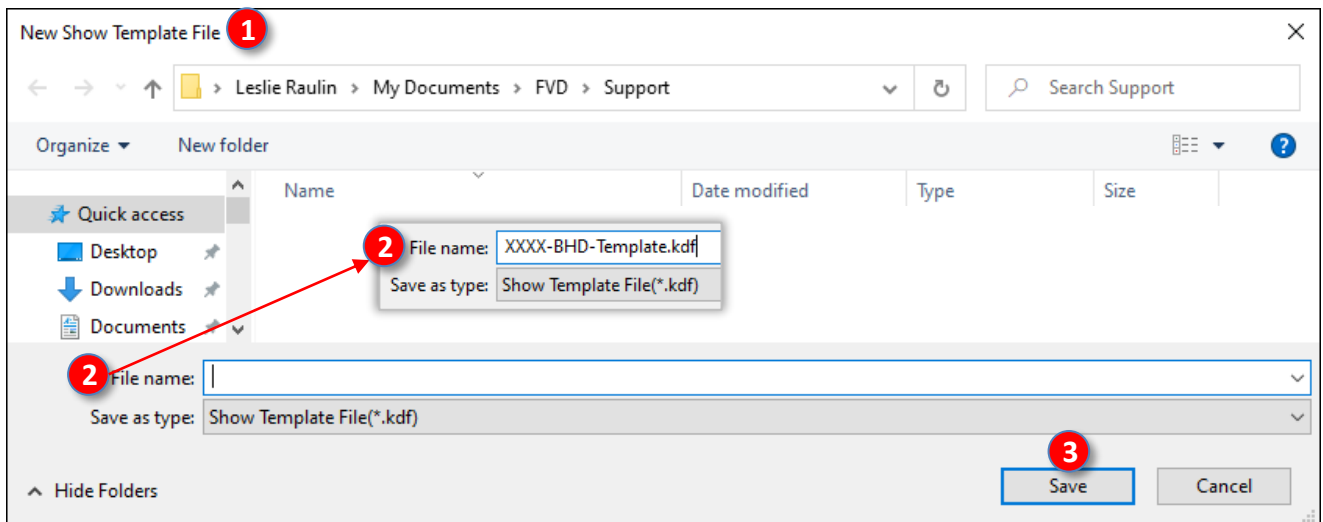 New Show Template File 1
Leslie Raulin > My Documents > FVD > Support
Search Support
Organize New folder
?
Name Date modified Type Size
Quick access
Desktop
Downloads
Documents
2 File name: XXXX-BHD-Template.kdf
Save as type: Show Template File(*.kdf)
2 File name:
Save as type: Show Template File(*.kdf)
3
Hide Folders
Save Cancel